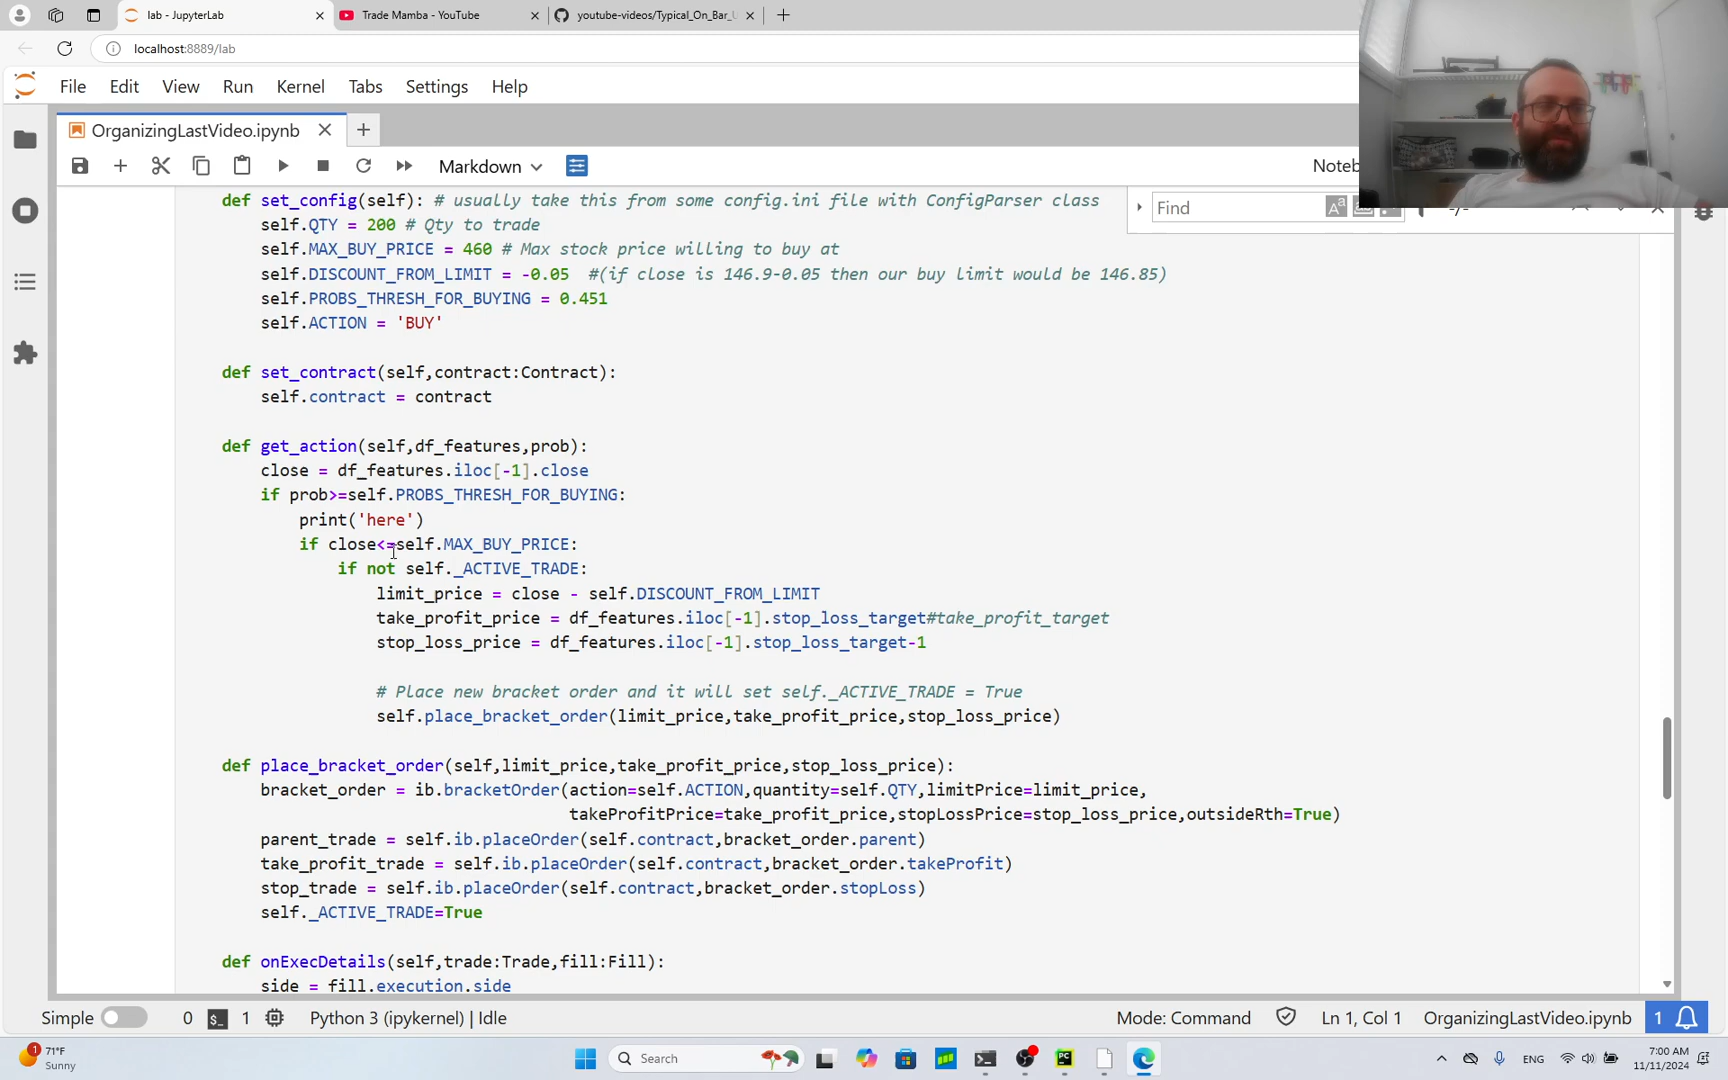 lab - JupyterLab
Trade Mamba - YouTube
youtube-videos/Typical_On_Bar_U
localhost:8889/lab
File Edit View Run Kernel Tabs Settings Help
OrganizingLastVideo.ipynb
Markdown
Noteb
Find
def set_config(self): # usually take this from some config.ini file with ConfigParser class
self.QTY = 200 # Qty to trade
self.MAX_BUY_PRICE = 460 # Max stock price willing to buy at
self.DISCOUNT_FROM_LIMIT = -0.05 #(if close is 146.9-0.05 then our buy limit would be 146.85)
self.PROBS_THRESH_FOR_BUYING = 0.451
self.ACTION = 'BUY'
def set_contract(self,contract:Contract):
self.contract = contract
def get_action(self,df_features,prob):
close = df_features.iloc[-1].close
if prob>=self.PROBS_THRESH_FOR_BUYING:
print('here')
if close<=self.MAX_BUY_PRICE:
if not self._ACTIVE_TRADE:
limit_price = close - self.DISCOUNT_FROM_LIMIT
take_profit_price = df_features.iloc[-1].stop_loss_target#take_profit_target
stop_loss_price = df_features.iloc[-1].stop_loss_target-1
# Place new bracket order and it will set self._ACTIVE_TRADE = True
self.place_bracket_order(limit_price,take_profit_price,stop_loss_price)
def place_bracket_order(self,limit_price,take_profit_price,stop_loss_price):
bracket_order = ib.bracketOrder(action=self.ACTION,quantity=self.QTY,limitPrice=limit_price,
takeProfitPrice=take_profit_price,stopLossPrice=stop_loss_price,outsideRth=True)
parent_trade = self.ib.placeOrder(self.contract,bracket_order.parent)
take_profit_trade = self.ib.placeOrder(self.contract,bracket_order.takeProfit)
stop_trade = self.ib.placeOrder(self.contract,bracket_order.stopLoss)
self._ACTIVE_TRADE=True
def onExecDetails(self,trade:Trade,fill:Fill):
side = fill.execution.side
Simple 0 1 Python 3 (ipykernel) | Idle Mode: Command Ln 1, Col 1 OrganizingLastVideo.ipynb 1
1 71°F
Sunny
Search
ENG
7:00 AM
11/11/2024